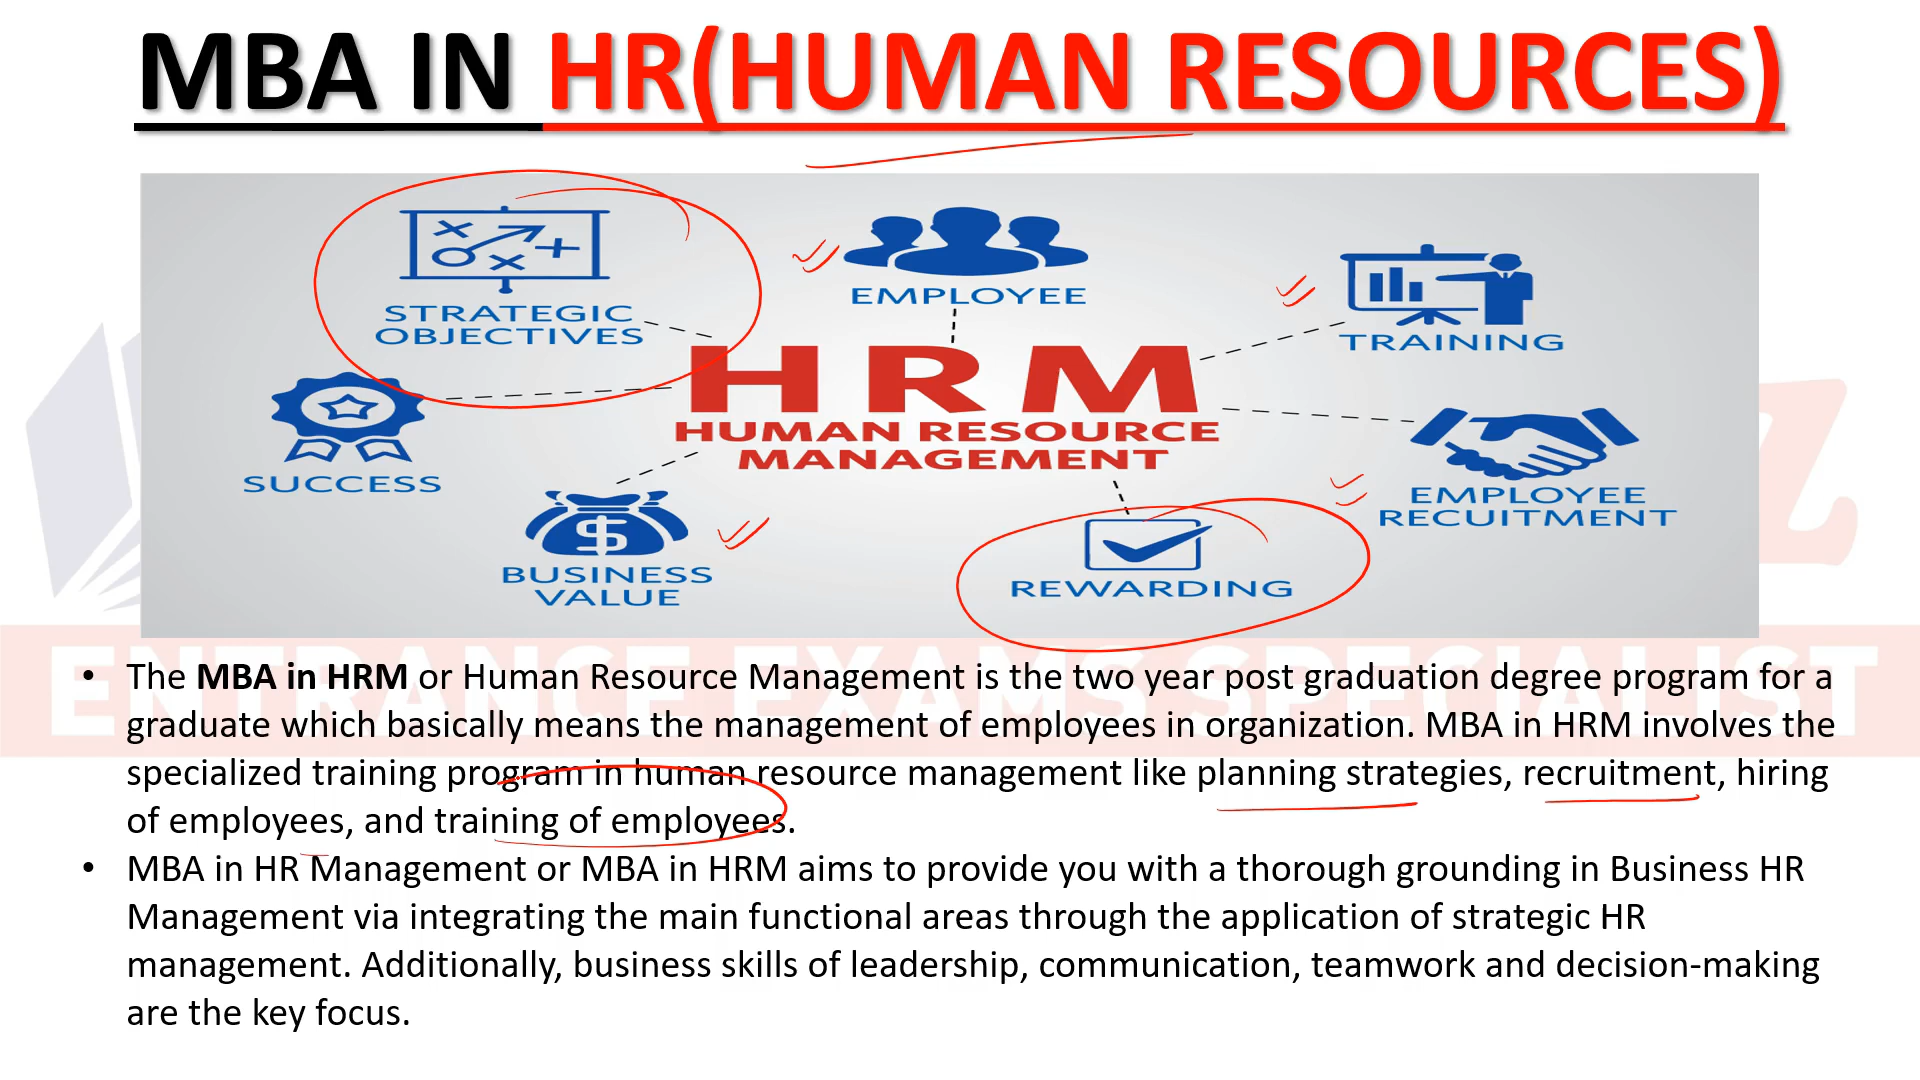 MBA IN HR(HUMAN RESOURCES)
STRATEGIC
OBJECTIVES
EMPLOYEE
TRAINING
HRM
HUMAN RESOURCE
MANAGEMENT
SUCCESS
EMPLOYEE
RECUITMENT
BUSINESS
VALUE
REWARDING
ENTRANCE EXAMS SPECIALIST
• The MBA in HRM or Human Resource Management is the two year post graduation degree program for a
graduate which basically means the management of employees in organization. MBA in HRM involves the
specialized training program in human resource management like planning strategies, recruitment, hiring
of employees, and training of employees.
• MBA in HR Management or MBA in HRM aims to provide you with a thorough grounding in Business HR
Management via integrating the main functional areas through the application of strategic HR
management. Additionally, business skills of leadership, communication, teamwork and decision-making
are the key focus.